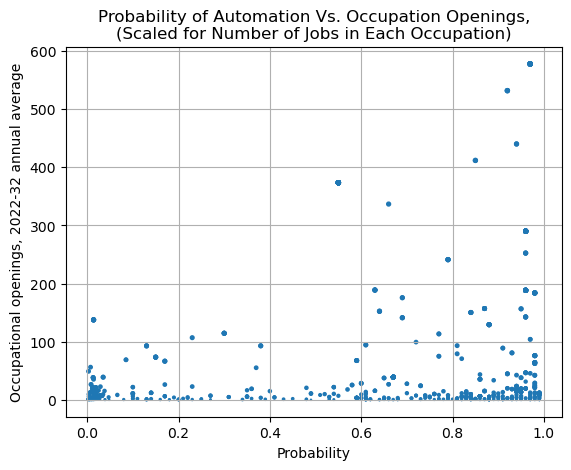 Probability of Automation Vs. Occupation Openings,
(Scaled for Number of Jobs in Each Occupation)
Occupational openings, 2022-32 annual average
600
500
400
300
200
100
0
0.0 0.2 0.4 0.6 0.8 1.0
Probability